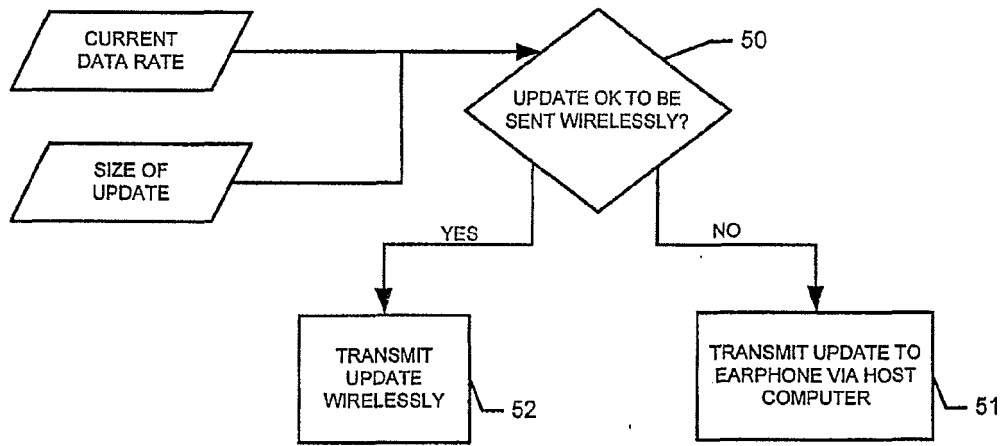 CURRENT
DATA RATE
50
UPDATE OK TO BE
SENT WIRELESSLY?
SIZE OF
UPDATE
YES
NO
TRANSMIT
UPDATE
WIRELESSLY
52
TRANSMIT UPDATE TO
EARPHONE VIA HOST
COMPUTER
51